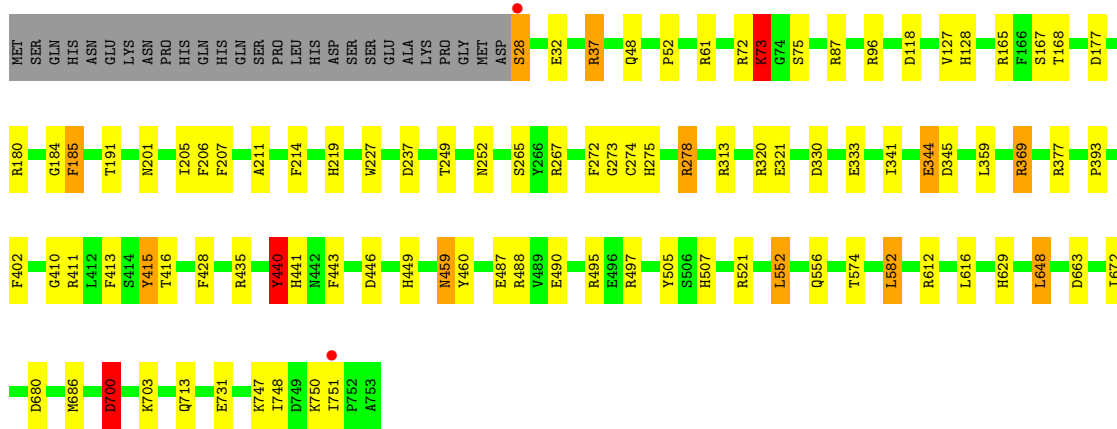 MET SER GLN HIS ASN GLU LYS ASN PRO HIS GLN HIS GLN SER PRO LEU HIS ASP SER SER GLU ALA LYS PRO GLY MET ASP S28 E32 R37 Q48 P52 R61 R72 K73 G74 S75 R87 R96 D118 V127 H128 R165 F166 S167 T168 D177
R180 G184 F185 T191 N201 I205 F206 F207 A211 F214 H219 W227 D237 T249 N252 S265 Y266 R267 F272 G273 C274 H275 R278 R313 R320 E321 D330 E333 I341 E344 D345 L359 R369 R377 P393
F402 G410 R411 L412 F413 S414 Y415 T416 F428 R435 Y440 H441 N442 F443 D446 H449 N459 Y460 E487 R488 V489 E490 R495 E496 R497 Y505 S506 H507 R521 L552 Q556 T574 L582 R612 L616 H629 L648 D663
D680 M686 D700 K703 Q713 E731 K747 I748 D749 K750 I751 P752 A753